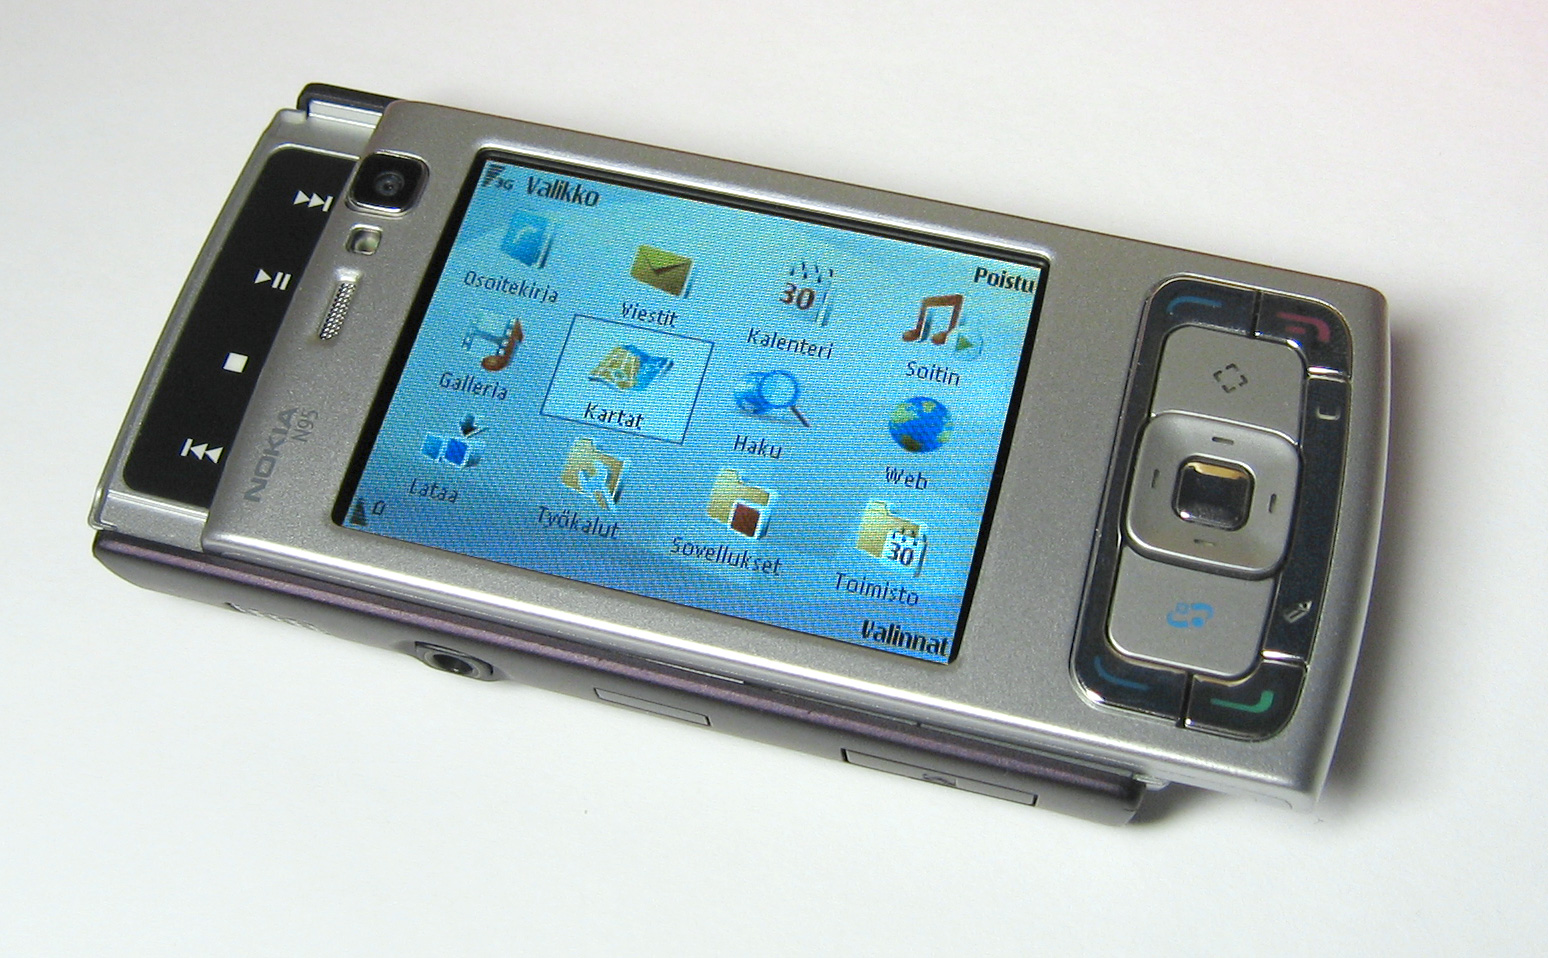 3G Valikko
Poistu
Osoitekirja
Viestit
30
Kalenteri
Soitin
Galleria
Kartat
Haku
Web
Lataa
Työkalut
Sovellukset
30
Toimisto
Valinnat
NOKIA
N95